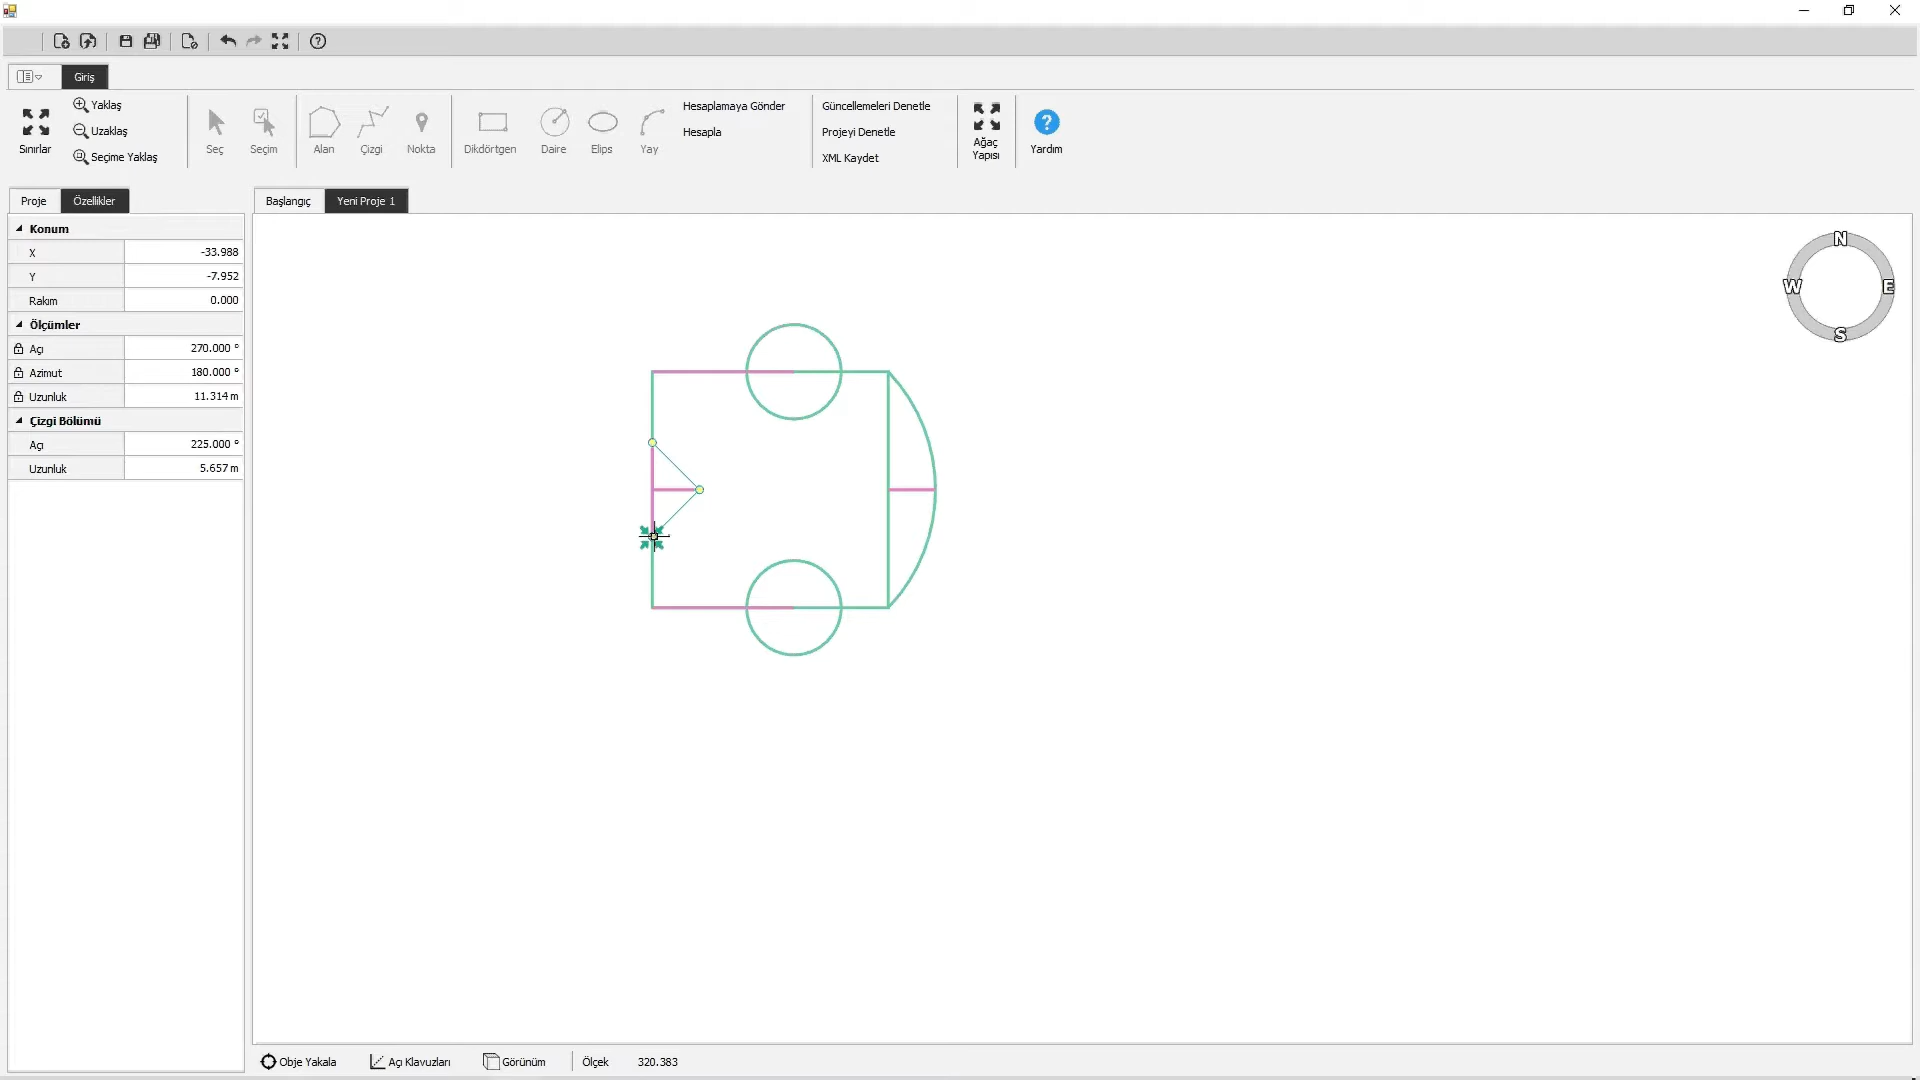 Giriş
Sınırlar
Yaklaş
Uzaklaş
Seçime Yaklaş
Seç
Seçim
Alan
Çizgi
Nokta
Dikdörtgen
Daire
Elips
Yay
Hesaplamaya Gönder
Hesapla
Güncellemeleri Denetle
Projeyi Denetle
XML Kaydet
Ağaç
Yapısı
Yardım
Proje
Özellikler
Başlangıç
Yeni Proje 1
Konum
X -33.988
Y -7.952
Rakım 0.000
Ölçümler
Açı 270.000 °
Azimut 180.000 °
Uzunluk 11.314 m
Çizgi Bölümü
Açı 225.000 °
Uzunluk 5.657 m
N
W E
S
Obje Yakala
Açı Klavuzları
Görünüm
Ölçek 320.383